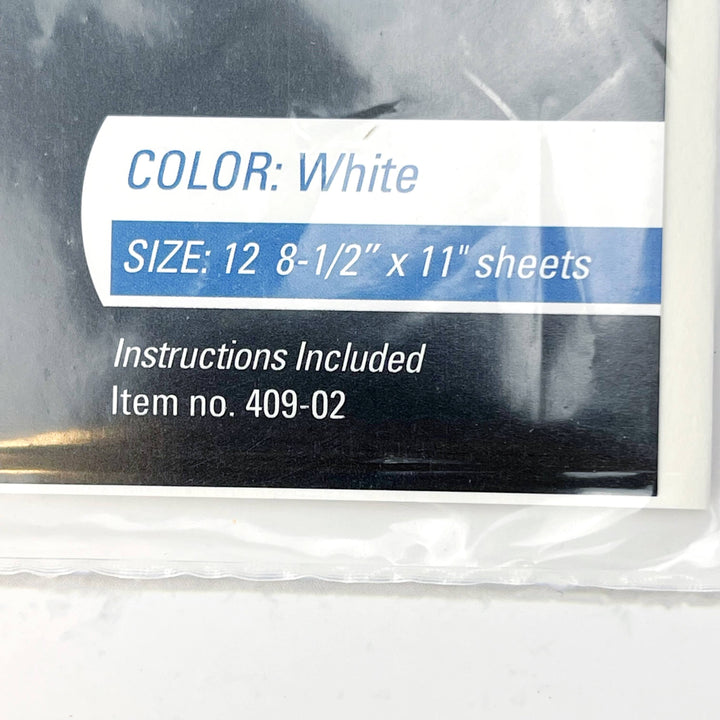 COLOR: White
SIZE: 12 8-1/2” x 11" sheets
Instructions Included
Item no. 409-02